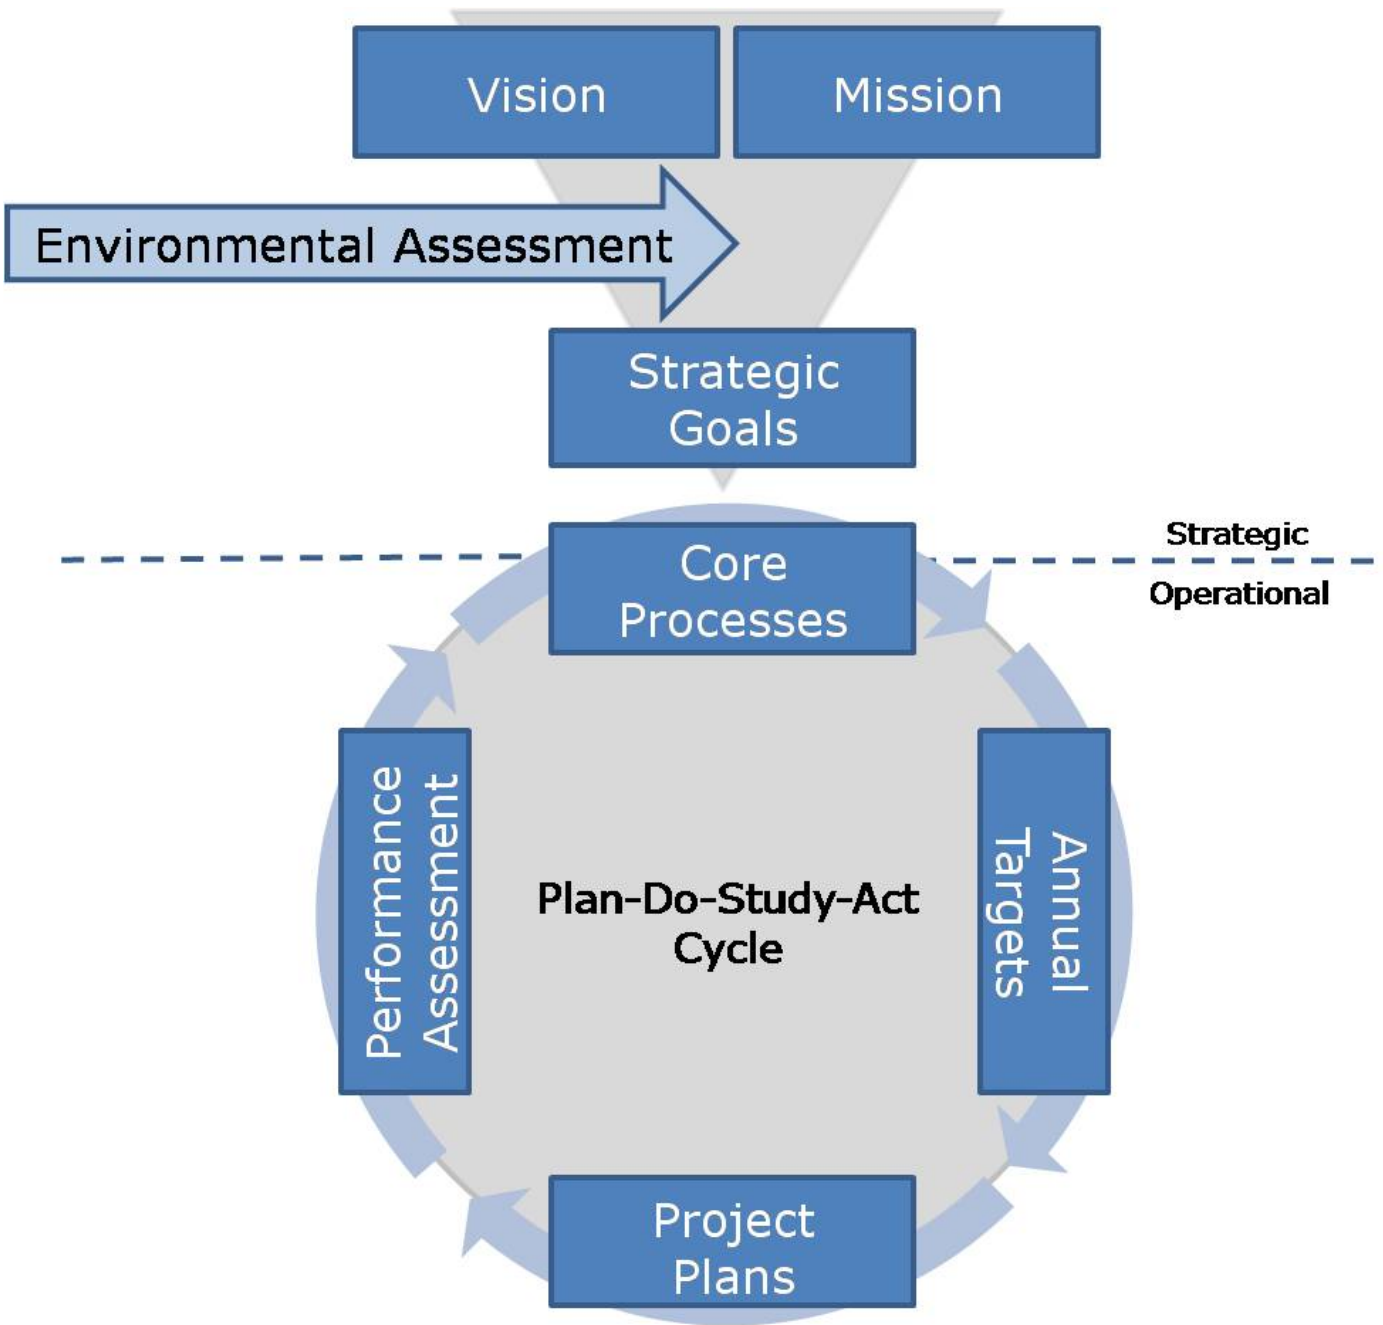 Vision
Mission
Environmental Assessment
Strategic
Goals
Strategic
Operational
Core
Processes
Annual
Targets
Performance
Assessment
Plan-Do-Study-Act
Cycle
Project
Plans